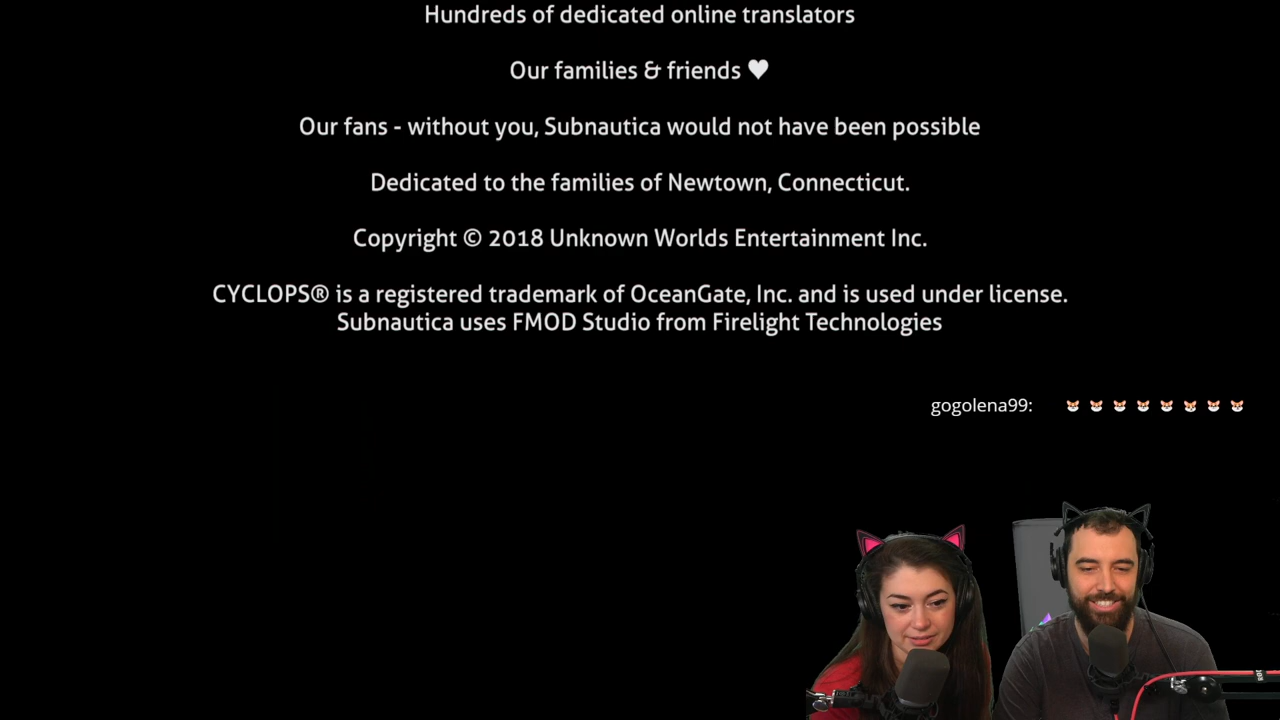 Hundreds of dedicated online translators
Our families & friends ♥
Our fans - without you, Subnautica would not have been possible
Dedicated to the families of Newtown, Connecticut.
Copyright © 2018 Unknown Worlds Entertainment Inc.
CYCLOPS® is a registered trademark of OceanGate, Inc. and is used under license.
Subnautica uses FMOD Studio from Firelight Technologies
gogolena99: